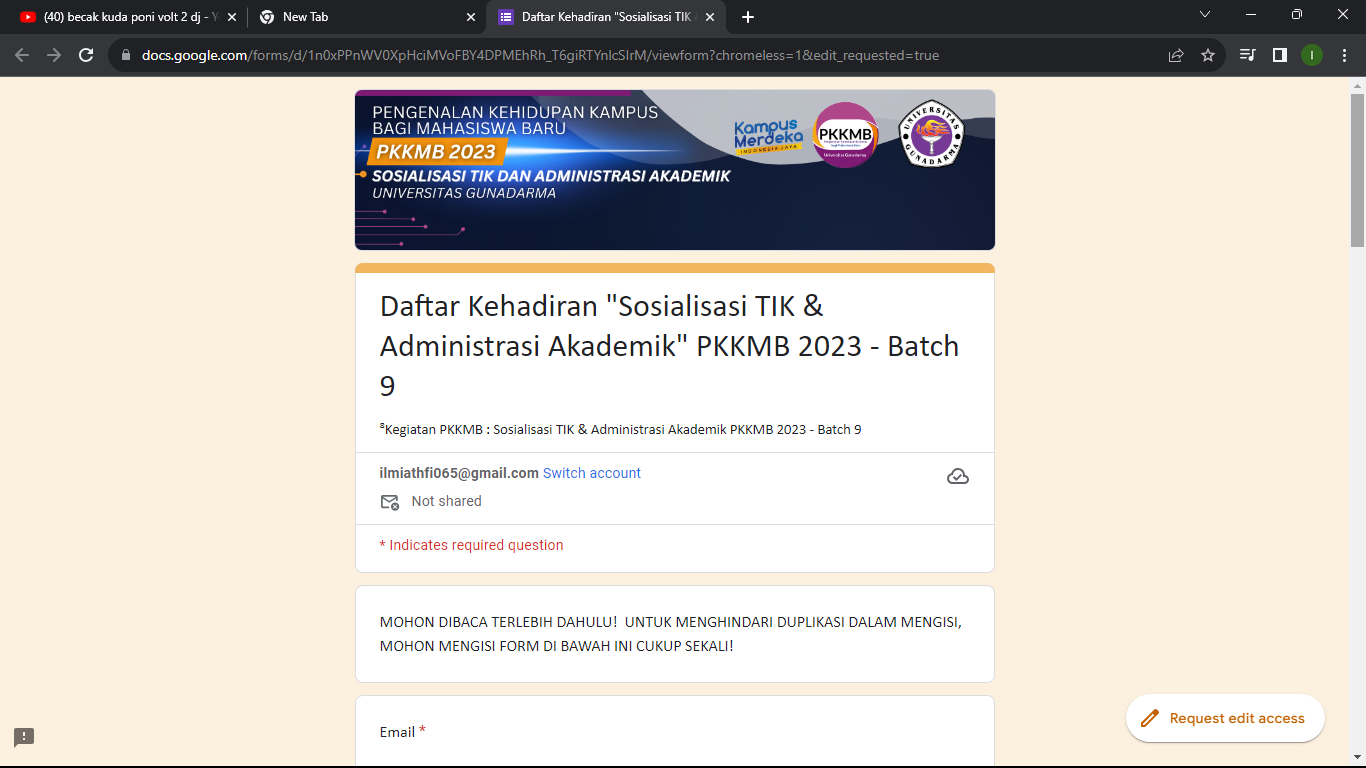 (40) becak kuda poni volt 2 dj - Y
New Tab
Daftar Kehadiran "Sosialisasi TIK
docs.google.com/forms/d/1n0xPPnWV0XpHciMVoFBY4DPMEhRh_T6giRTYnlcSIrM/viewform?chromeless=1&edit_requested=true
I
PENGENALAN KEHIDUPAN KAMPUS
BAGI MAHASISWA BARU
PKKMB 2023
SOSIALISASI TIK DAN ADMINISTRASI AKADEMIK
UNIVERSITAS GUNADARMA
Kampus
Merdeka
INDONESIA JAYA
PKKMB
Universitas Gunadarma
UNIVERSITAS GUNADARMA
Daftar Kehadiran "Sosialisasi TIK &
Administrasi Akademik" PKKMB 2023 - Batch
9
ªKegiatan PKKMB : Sosialisasi TIK & Administrasi Akademik PKKMB 2023 - Batch 9
ilmiathfi065@gmail.com Switch account
Not shared
* Indicates required question
MOHON DIBACA TERLEBIH DAHULU!  UNTUK MENGHINDARI DUPLIKASI DALAM MENGISI,
MOHON MENGISI FORM DI BAWAH INI CUKUP SEKALI!
Email *
Request edit access